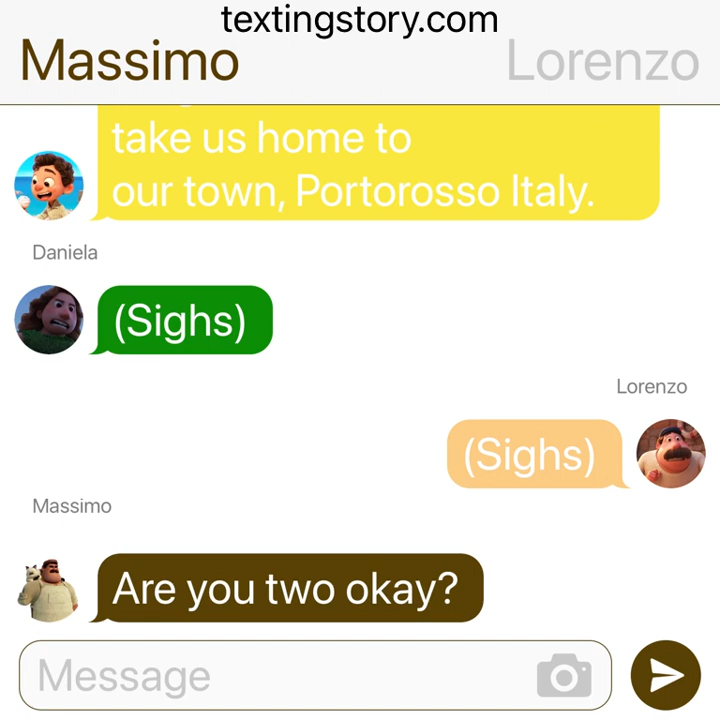 textingstory.com
Massimo
Lorenzo
take us home to
our town, Portorosso Italy.
Daniela
(Sighs)
Lorenzo
(Sighs)
Massimo
Are you two okay?
Message